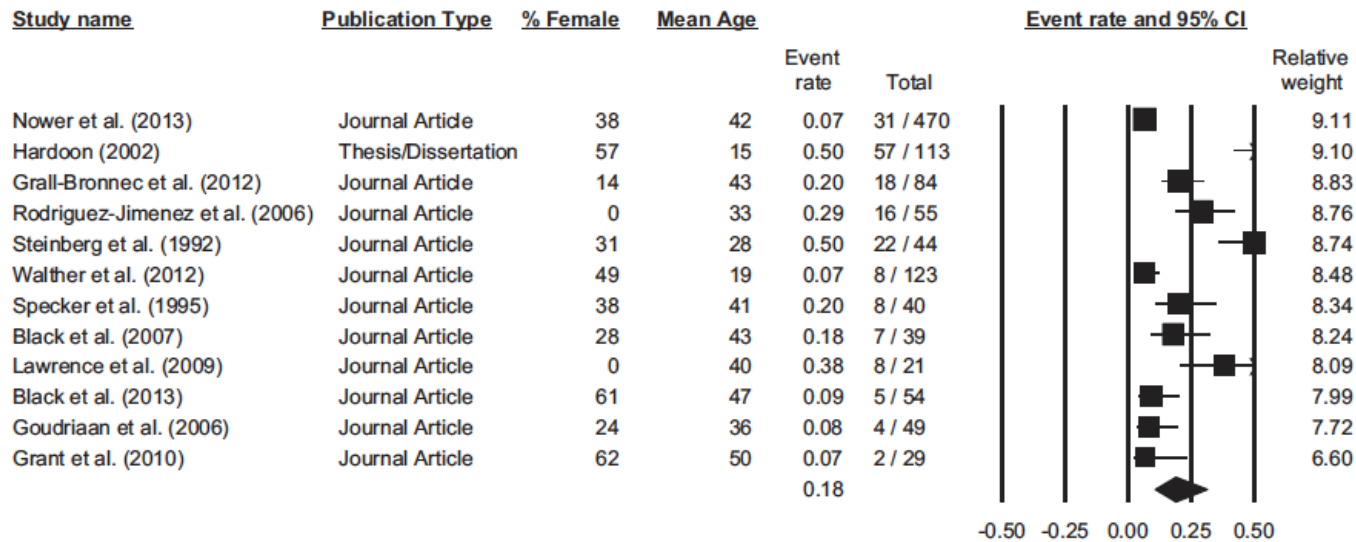 Study name Publication Type % Female Mean Age Event rate and 95% CI
Event Relative
rate Total weight
Nower et al. (2013) Journal Article 38 42 0.07 31 / 470 9.11
Hardoon (2002) Thesis/Dissertation 57 15 0.50 57 / 113 9.10
Grall-Bronnec et al. (2012) Journal Article 14 43 0.20 18 / 84 8.83
Rodriguez-Jimenez et al. (2006) Journal Article 0 33 0.29 16 / 55 8.76
Steinberg et al. (1992) Journal Article 31 28 0.50 22 / 44 8.74
Walther et al. (2012) Journal Article 49 19 0.07 8 / 123 8.48
Specker et al. (1995) Journal Article 38 41 0.20 8 / 40 8.34
Black et al. (2007) Journal Article 28 43 0.18 7 / 39 8.24
Lawrence et al. (2009) Journal Article 0 40 0.38 8 / 21 8.09
Black et al. (2013) Journal Article 61 47 0.09 5 / 54 7.99
Goudriaan et al. (2006) Journal Article 24 36 0.08 4 / 49 7.72
Grant et al. (2010) Journal Article 62 50 0.07 2 / 29 6.60
0.18
-0.50 -0.25 0.00 0.25 0.50